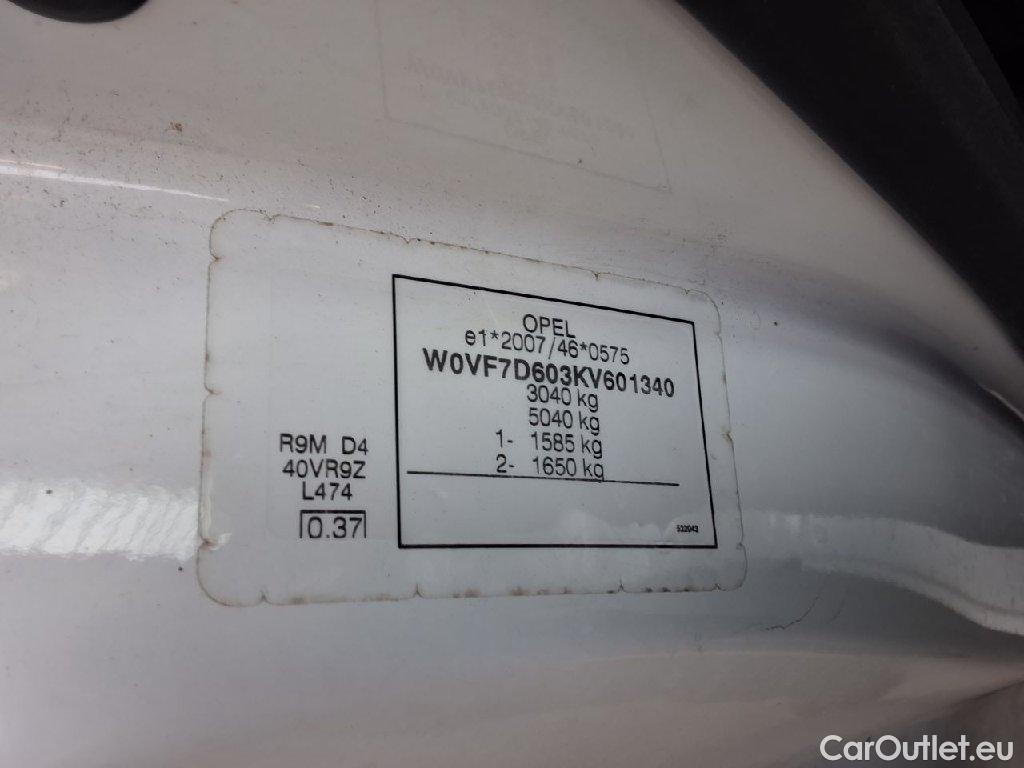 OPEL
e1*2007/46*0575
W0VF7D603KV601340
3040 kg
5040 kg
1- 1585 kg
2- 1650 kg
R9M D4
40VR9Z
L474
0.37
CarOutlet.eu